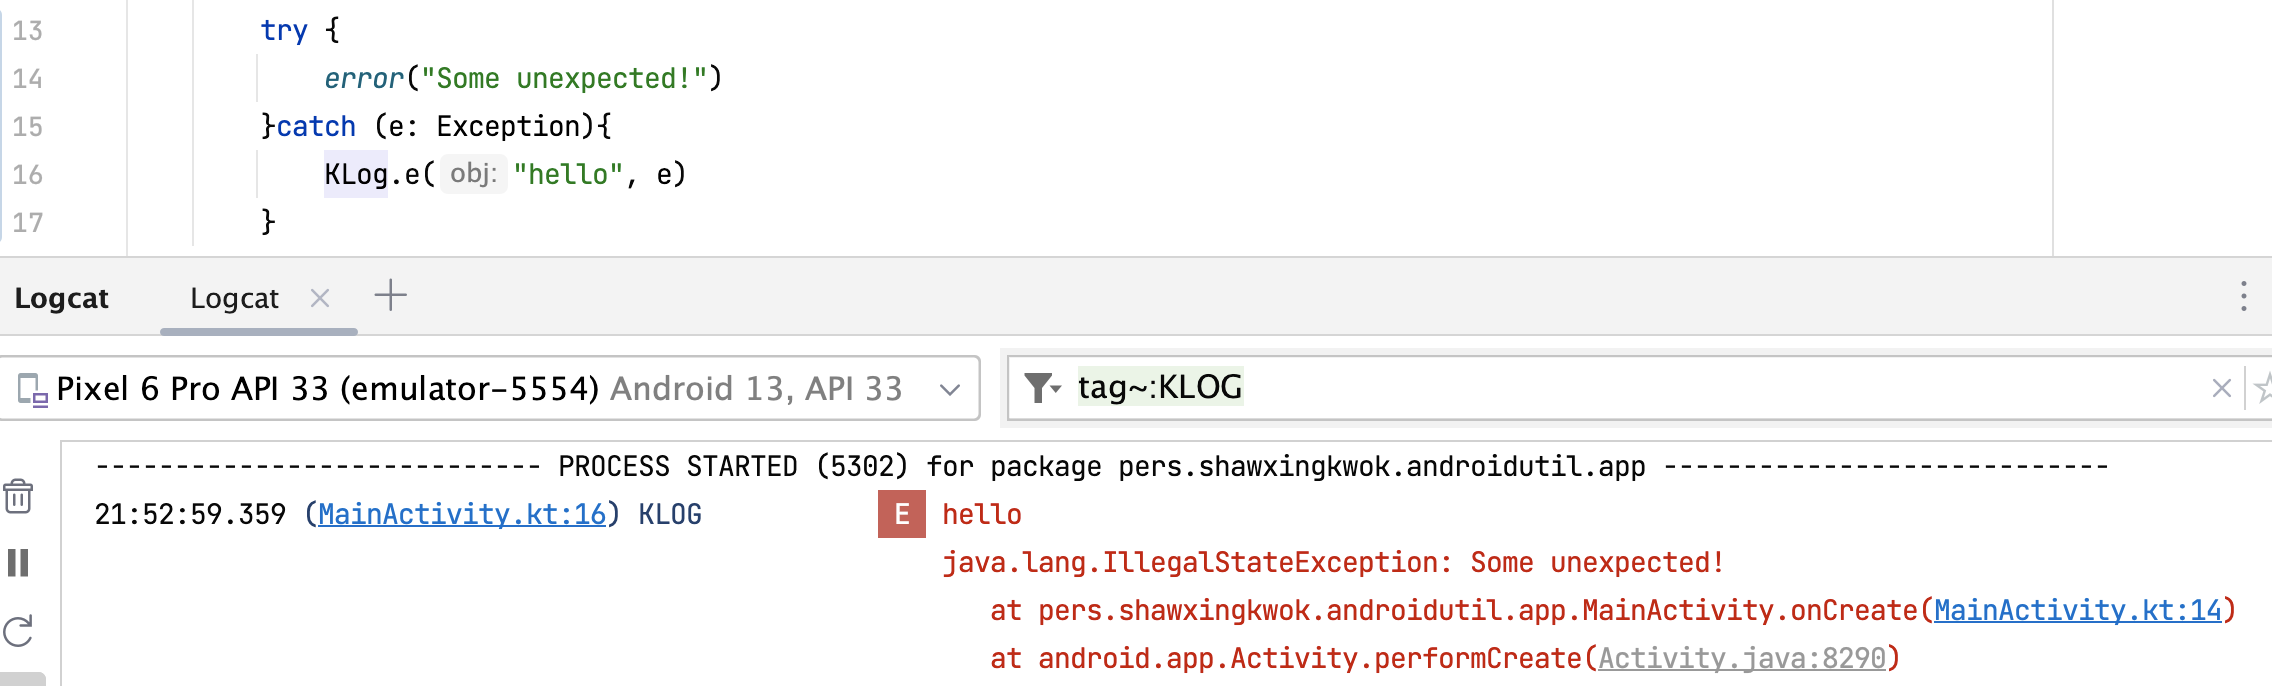 13 try {
14 error("Some unexpected!")
15 }catch (e: Exception){
16 KLog.e( obj: "hello", e)
17 }
Logcat Logcat
Pixel 6 Pro API 33 (emulator-5554) Android 13, API 33 tag~:KLOG
---------------------------- PROCESS STARTED (5302) for package pers.shawxingkwok.androidutil.app ----------------------------
21:52:59.359 (MainActivity.kt:16) KLOG E hello
java.lang.IllegalStateException: Some unexpected!
at pers.shawxingkwok.androidutil.app.MainActivity.onCreate(MainActivity.kt:14)
at android.app.Activity.performCreate(Activity.java:8290)